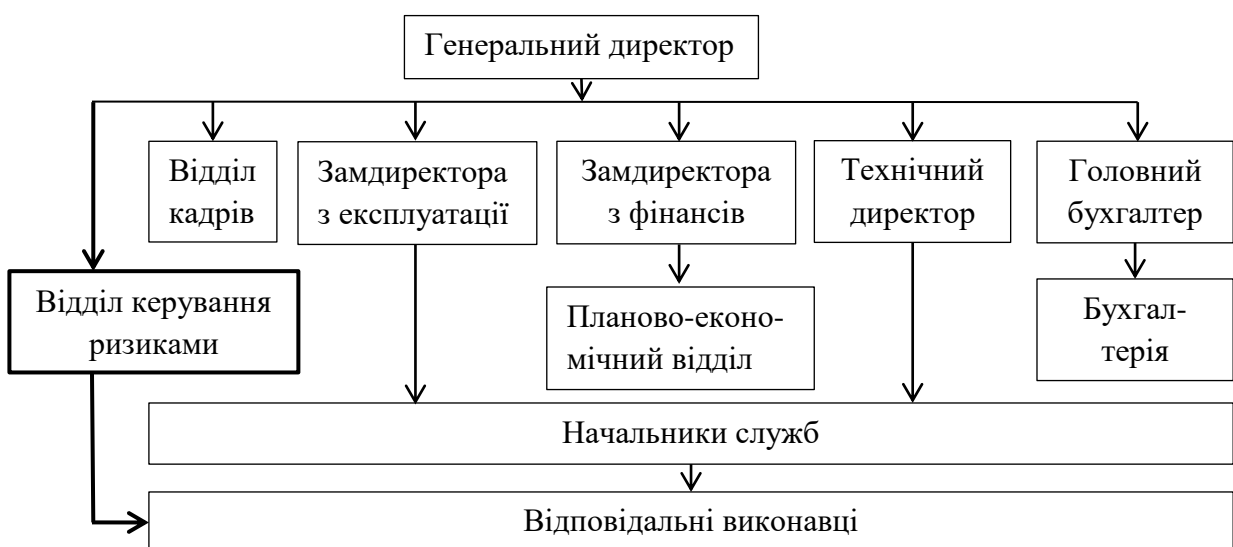 Генеральний директор
Відділ
кадрів
Замдиректора
з експлуатації
Замдиректора
з фінансів
Технічний
директор
Головний
бухгалтер
Відділ керування
ризиками
Планово-еконо-
мічний відділ
Бухгал-
терія
Начальники служб
Відповідальні виконавці